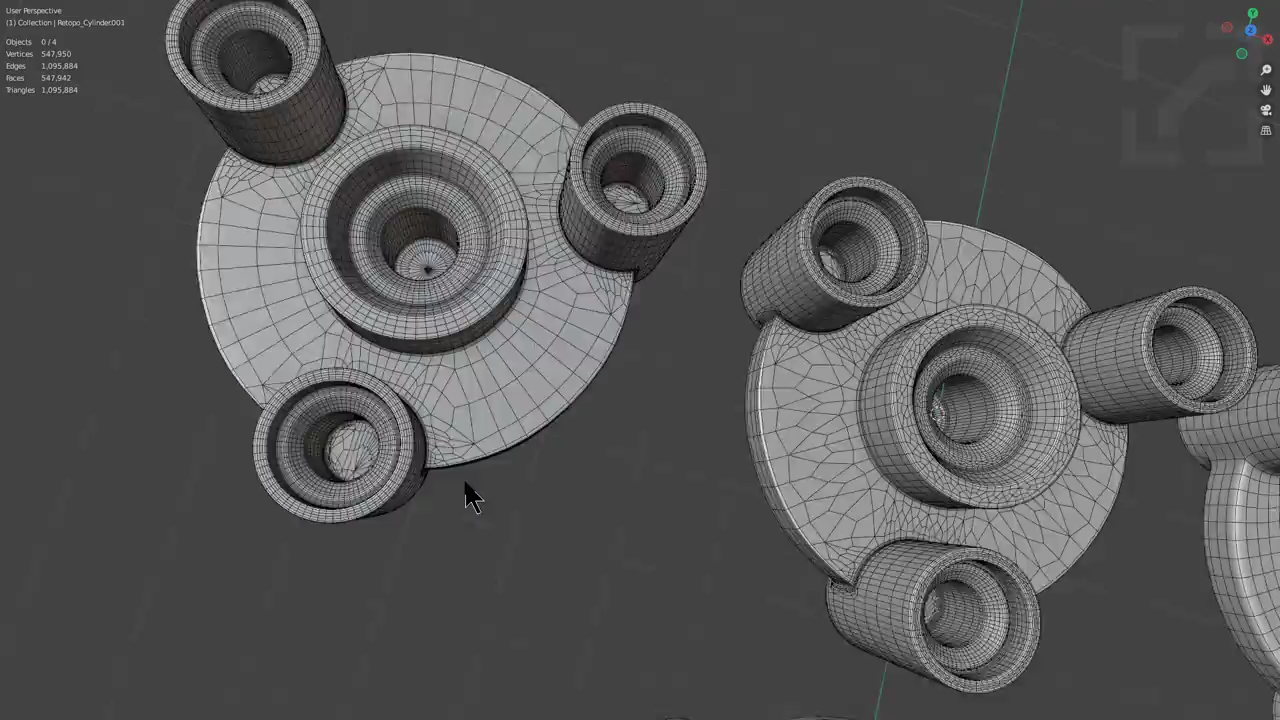 User Perspective
(1) Collection | Retopo_Cylinder.001
Objects 0 / 4
Vertices 547,950
Edges 1,095,884
Faces 547,942
Triangles 1,095,884
Y
Z
X